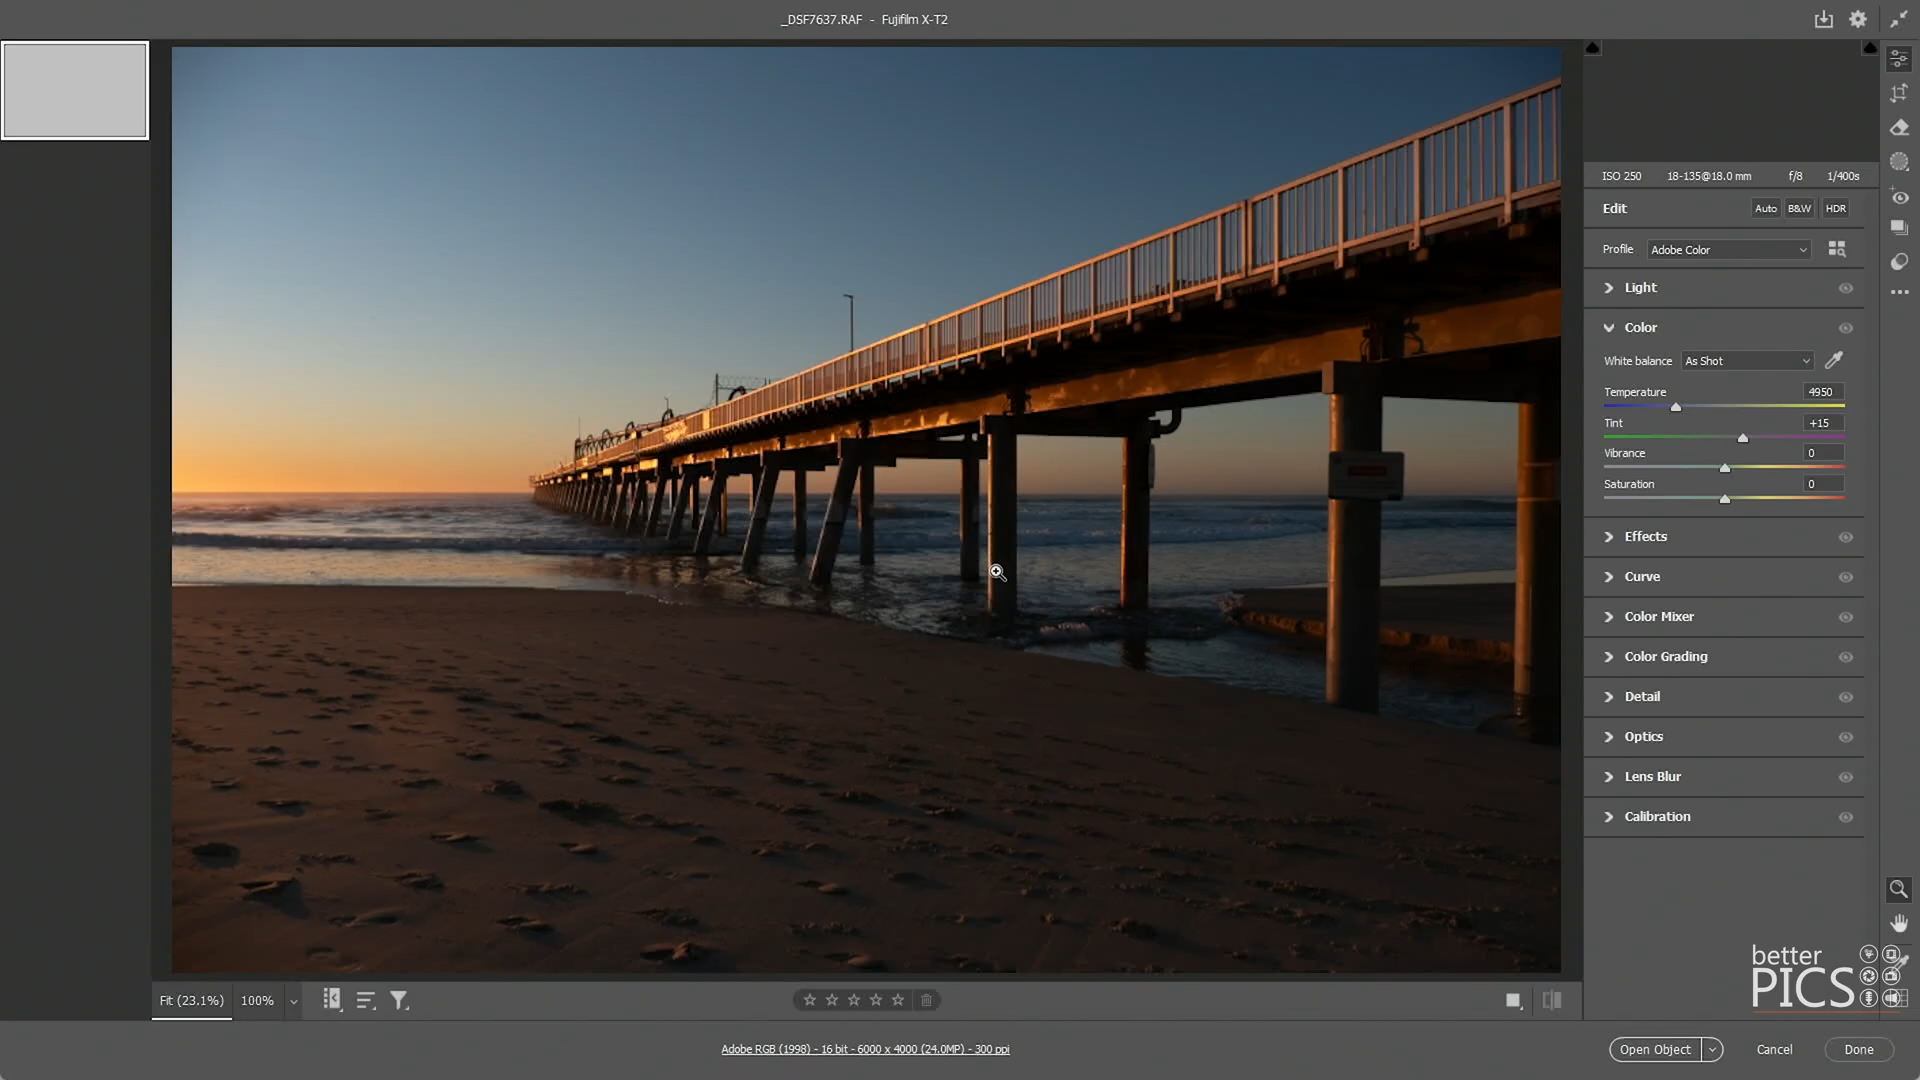 _DSF7637.RAF - Fujifilm X-T2
ISO 250 18-135@18.0 mm f/8 1/400s
Edit Auto B&W HDR
Profile Adobe Color
Light
Color
White balance As Shot
Temperature 4950
Tint +15
Vibrance 0
Saturation 0
Effects
Curve
Color Mixer
Color Grading
Detail
Optics
Lens Blur
Calibration
better
PICS
Fit (23.1%) 100%
Adobe RGB (1998) - 16 bit - 6000 x 4000 (24.0MP) - 300 ppi
Open Object Cancel Done